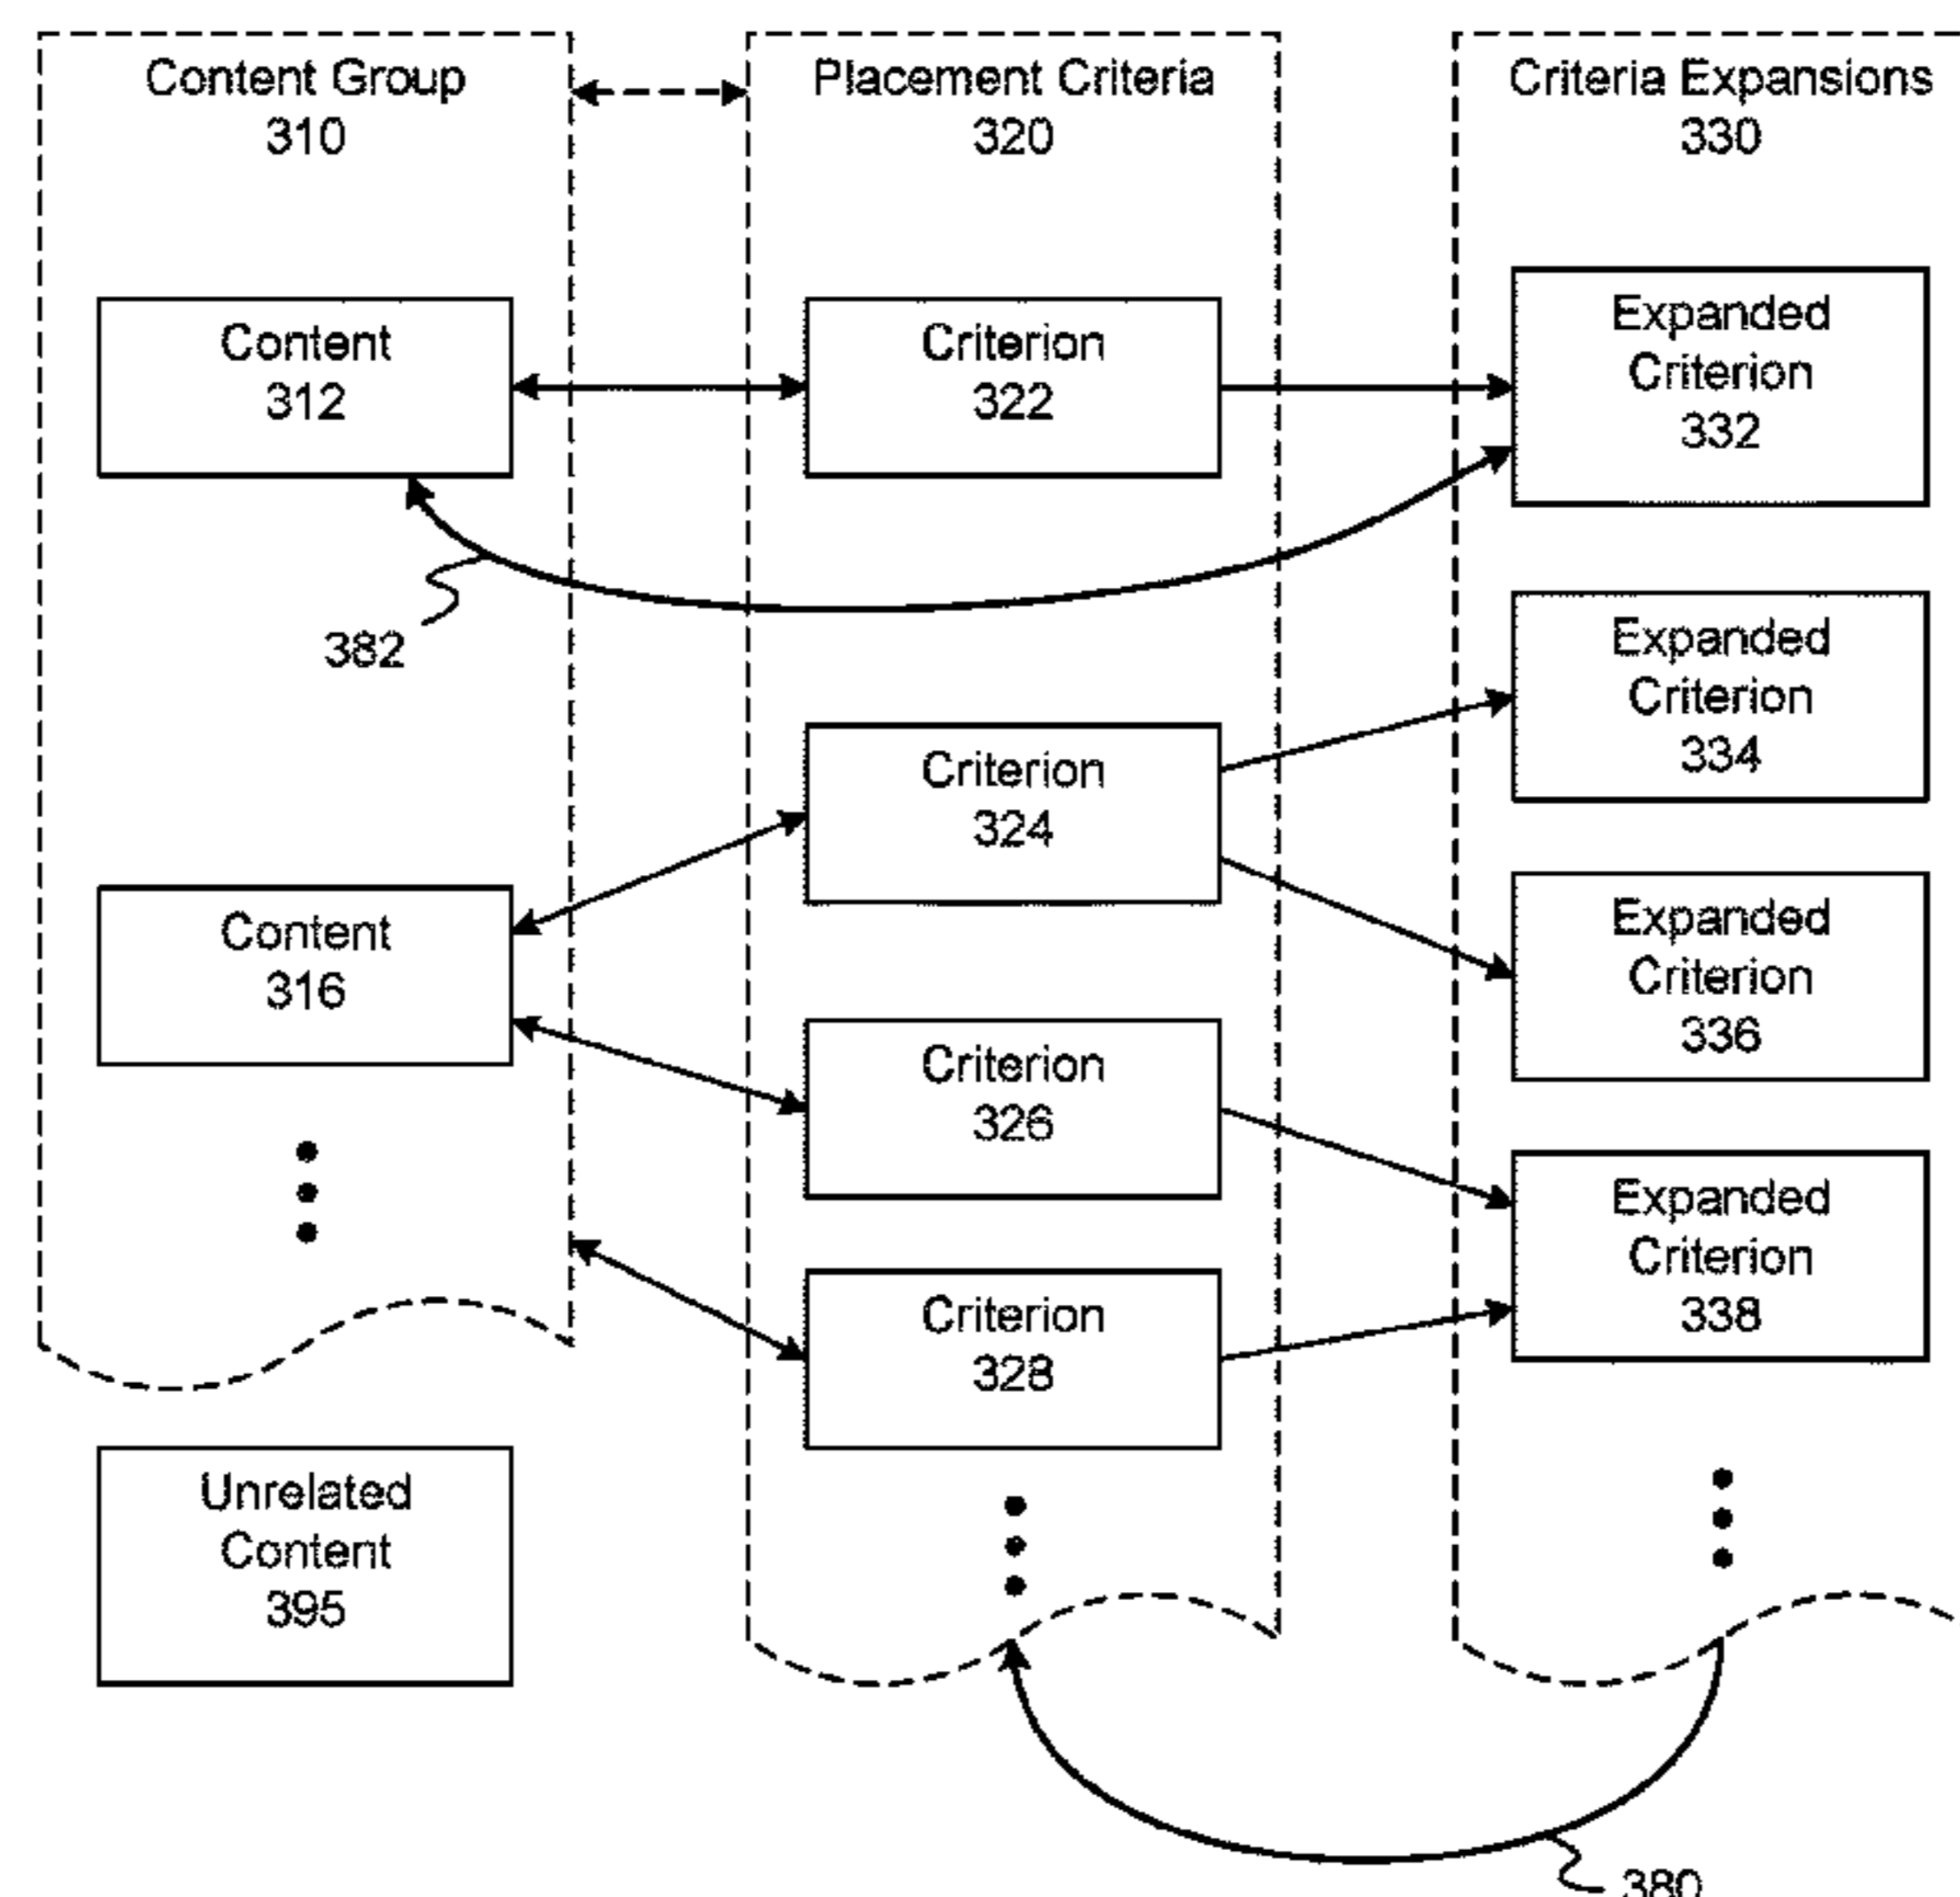 Content Group
310
Placement Criteria
320
Criteria Expansions
330
Content
312
Criterion
322
Expanded
Criterion
332
382
Expanded
Criterion
334
Criterion
324
Content
316
Expanded
Criterion
336
Criterion
326
Expanded
Criterion
338
Criterion
328
Unrelated
Content
395
380